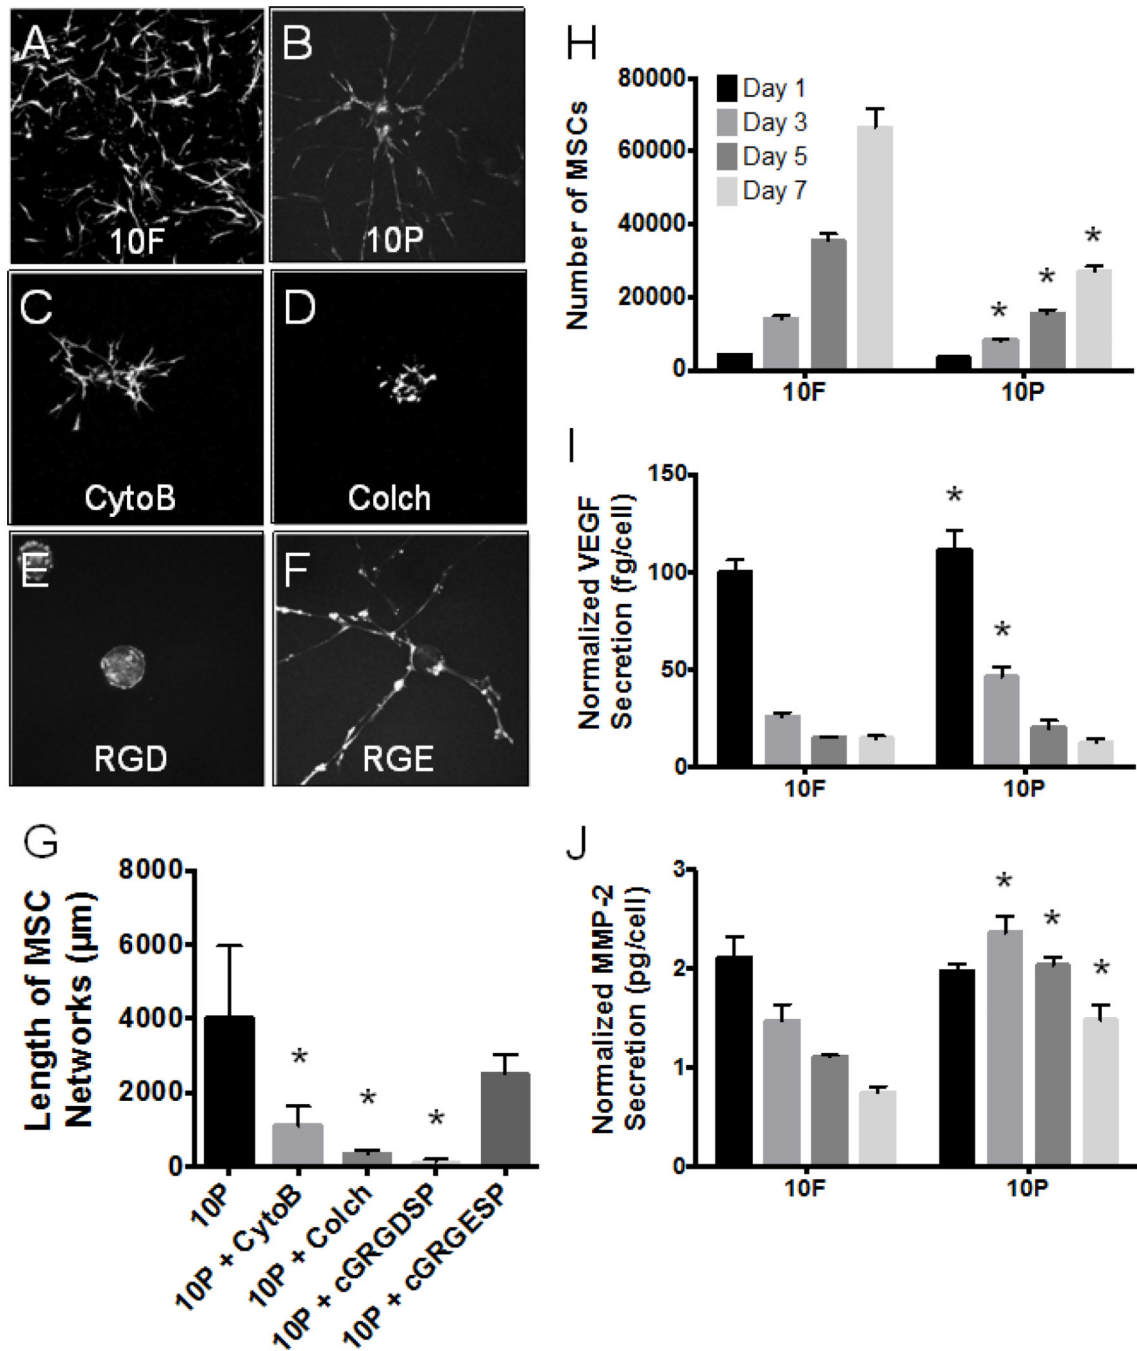 A
10F
B
10P
C
CytoB
D
Colch
E
RGD
F
RGE
G
Length of MSC
Networks (µm)
8000
6000
4000
2000
0
10P
10P + CytoB
10P + Colch
10P + cGRGDSP
10P + cGRGESP
H
Number of MSCs
80000
60000
40000
20000
0
Day 1
Day 3
Day 5
Day 7
*
*
*
10F
10P
I
Normalized VEGF
Secretion (fg/cell)
150
100
50
0
*
*
10F
10P
J
Normalized MMP-2
Secretion (pg/cell)
3
2
1
0
*
*
*
10F
10P
*
*
*